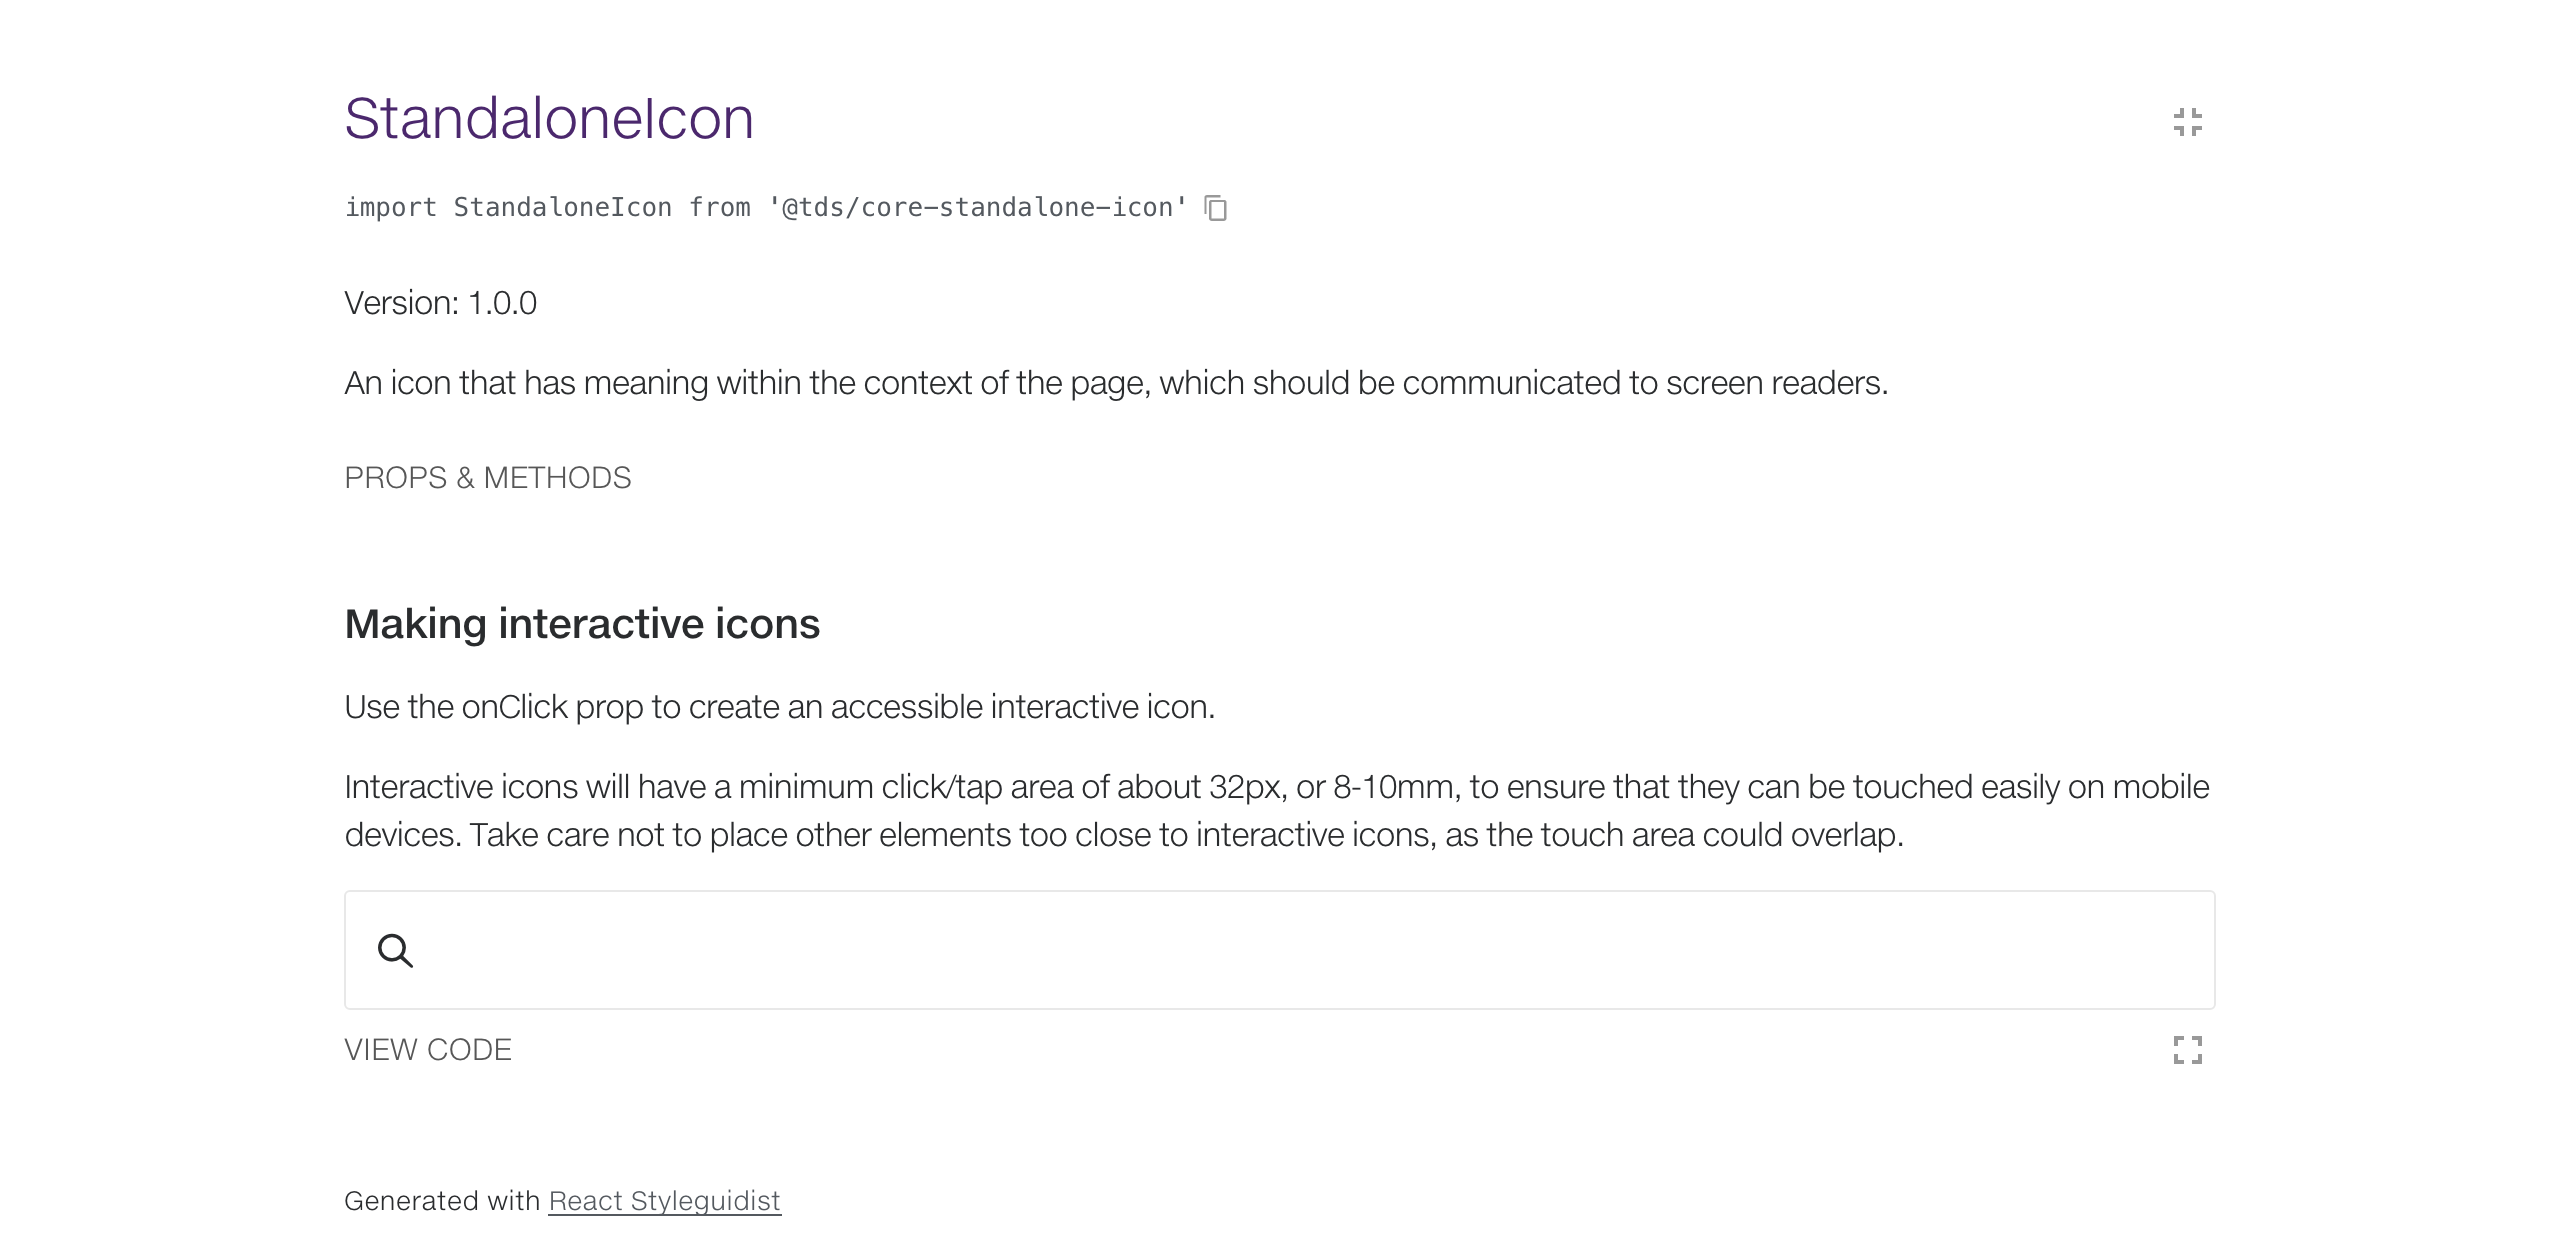 StandaloneIcon
import StandaloneIcon from '@tds/core-standalone-icon'
Version: 1.0.0
An icon that has meaning within the context of the page, which should be communicated to screen readers.
PROPS & METHODS
Making interactive icons
Use the onClick prop to create an accessible interactive icon.
Interactive icons will have a minimum click/tap area of about 32px, or 8-10mm, to ensure that they can be touched easily on mobile
devices. Take care not to place other elements too close to interactive icons, as the touch area could overlap.
VIEW CODE
Generated with React Styleguidist